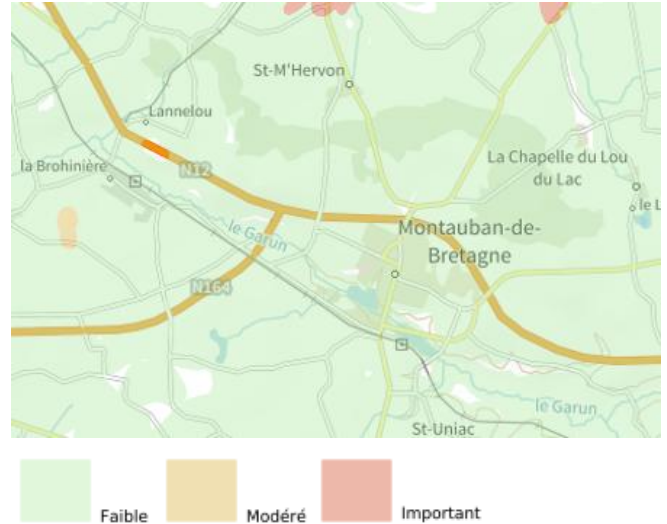 St-M'Hervon
Lannelou
la Brohinière
N12
La Chapelle du Lou
du Lac
le L
le Garun
Montauban-de-
Bretagne
N164
le Garun
St-Uniac
Faible
Modéré
Important